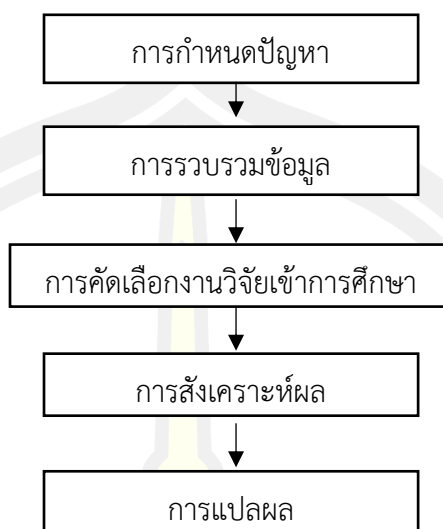 การกำหนดปัญหา
การรวบรวมข้อมูล
การคัดเลือกงานวิจัยเข้าการศึกษา
การสังเคราะห์ผล
การแปลผล